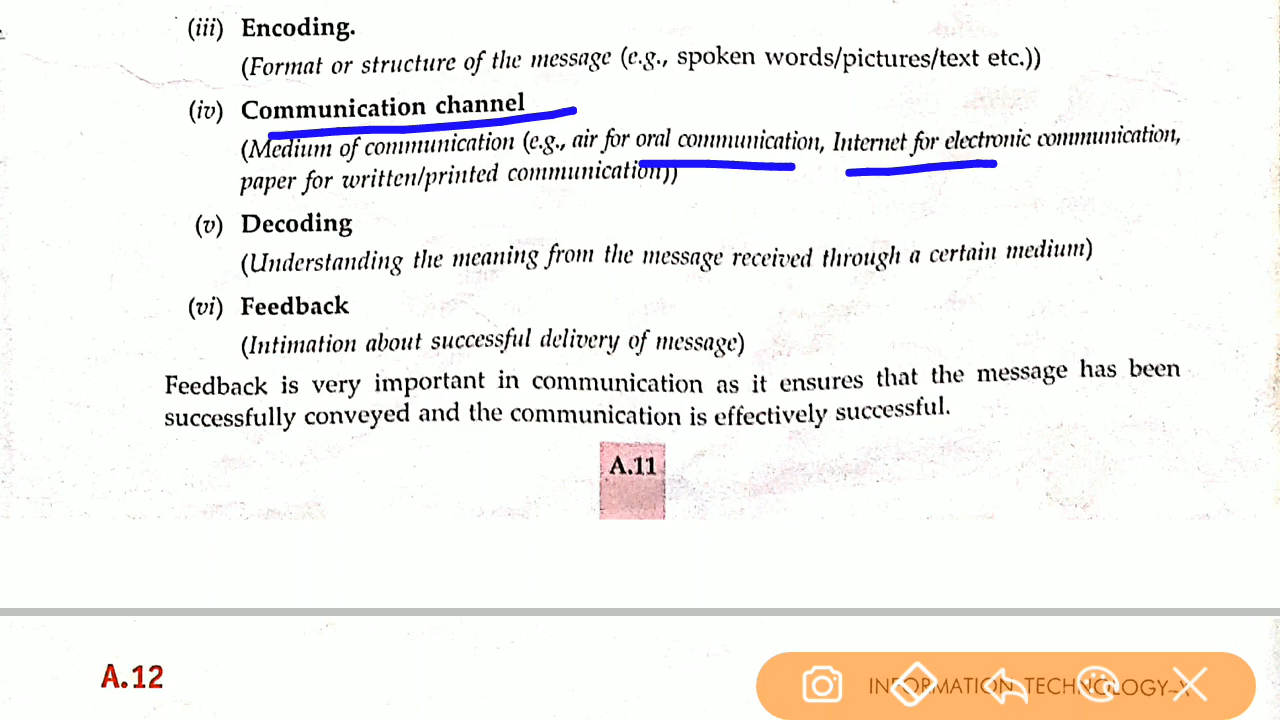 (iii) Encoding.
(Format or structure of the message (e.g., spoken words/pictures/text etc.))
(iv) Communication channel
(Medium of communication (e.g., air for oral communication, Internet for electronic communication,
paper for written/printed communication))
(v) Decoding
(Understanding the meaning from the message received through a certain medium)
(vi) Feedback
(Intimation about successful delivery of message)
Feedback is very important in communication as it ensures that the message has been
successfully conveyed and the communication is effectively successful.
A.11
A.12
INFORMATION TECHNOLOGY–X